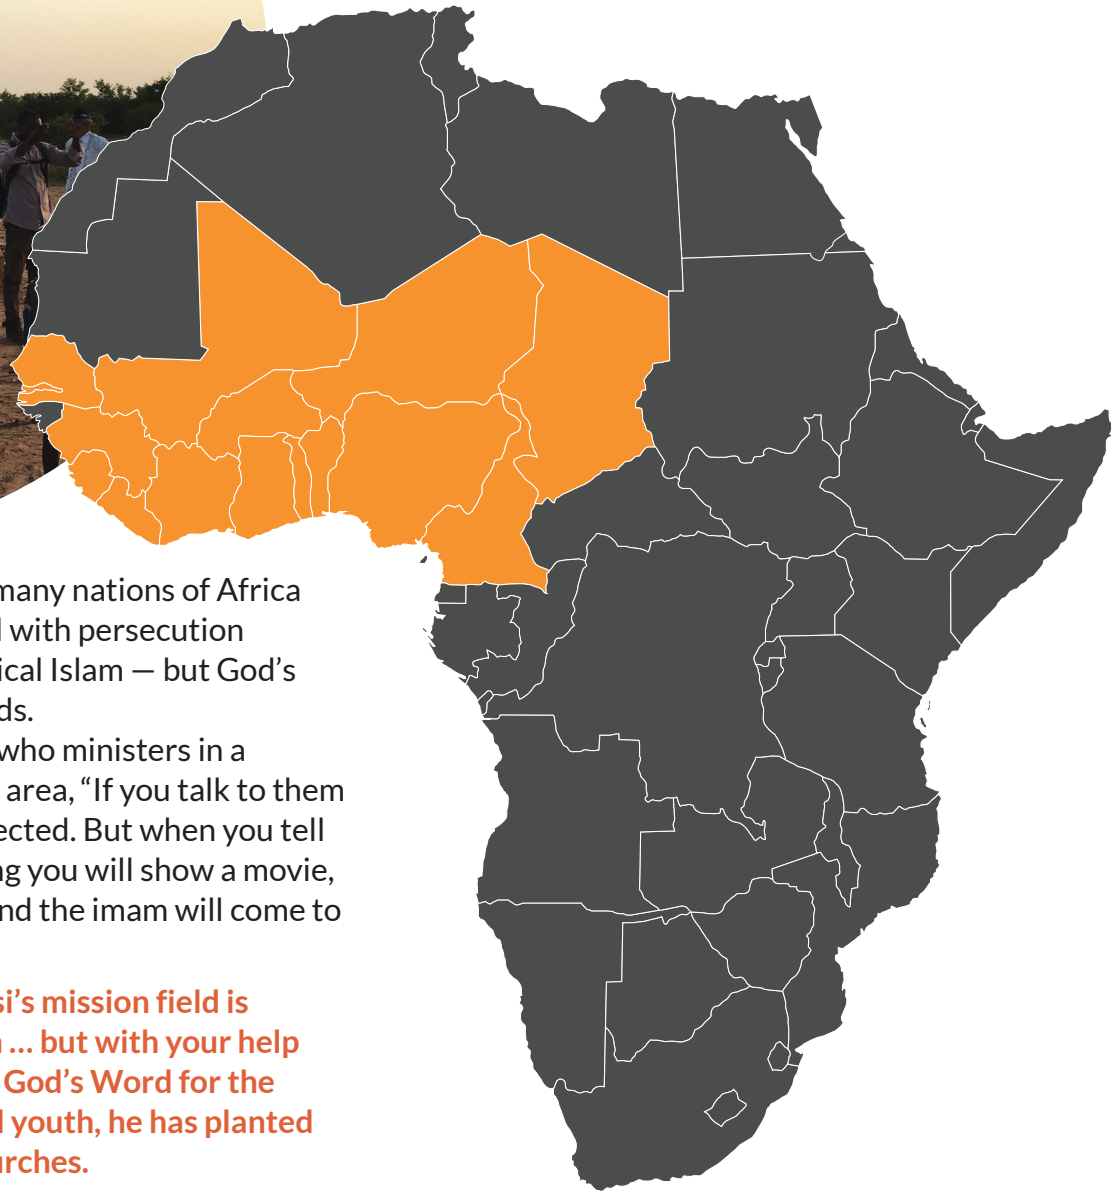 many nations of Africa
with persecution
ical Islam — but God’s
ds.
who ministers in a
area, “If you talk to them
ected. But when you tell
ng you will show a movie,
nd the imam will come to
si’s mission field is
... but with your help
God’s Word for the
youth, he has planted
urches.